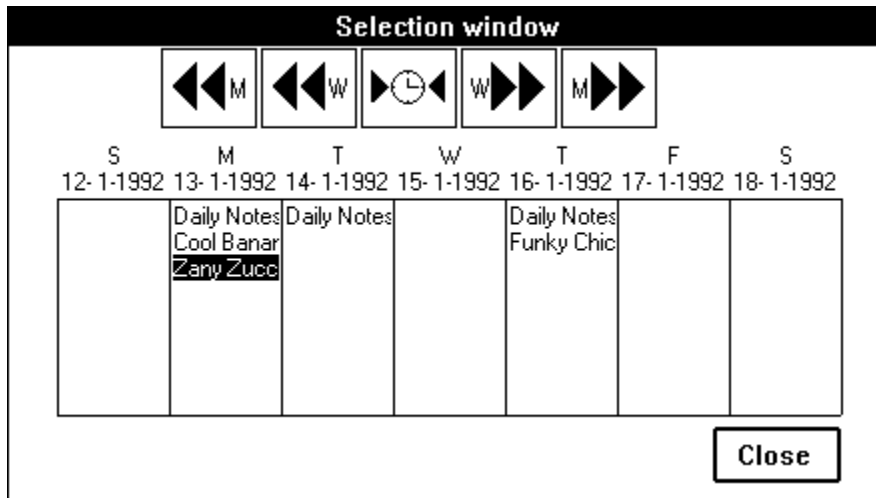 Selection window
M W W M
S M T W T F S
12- 1-1992 13- 1-1992 14- 1-1992 15- 1-1992 16- 1-1992 17- 1-1992 18- 1-1992
Daily Notes Daily Notes Daily Notes
Cool Banar Funky Chic
Zany Zucc
Close